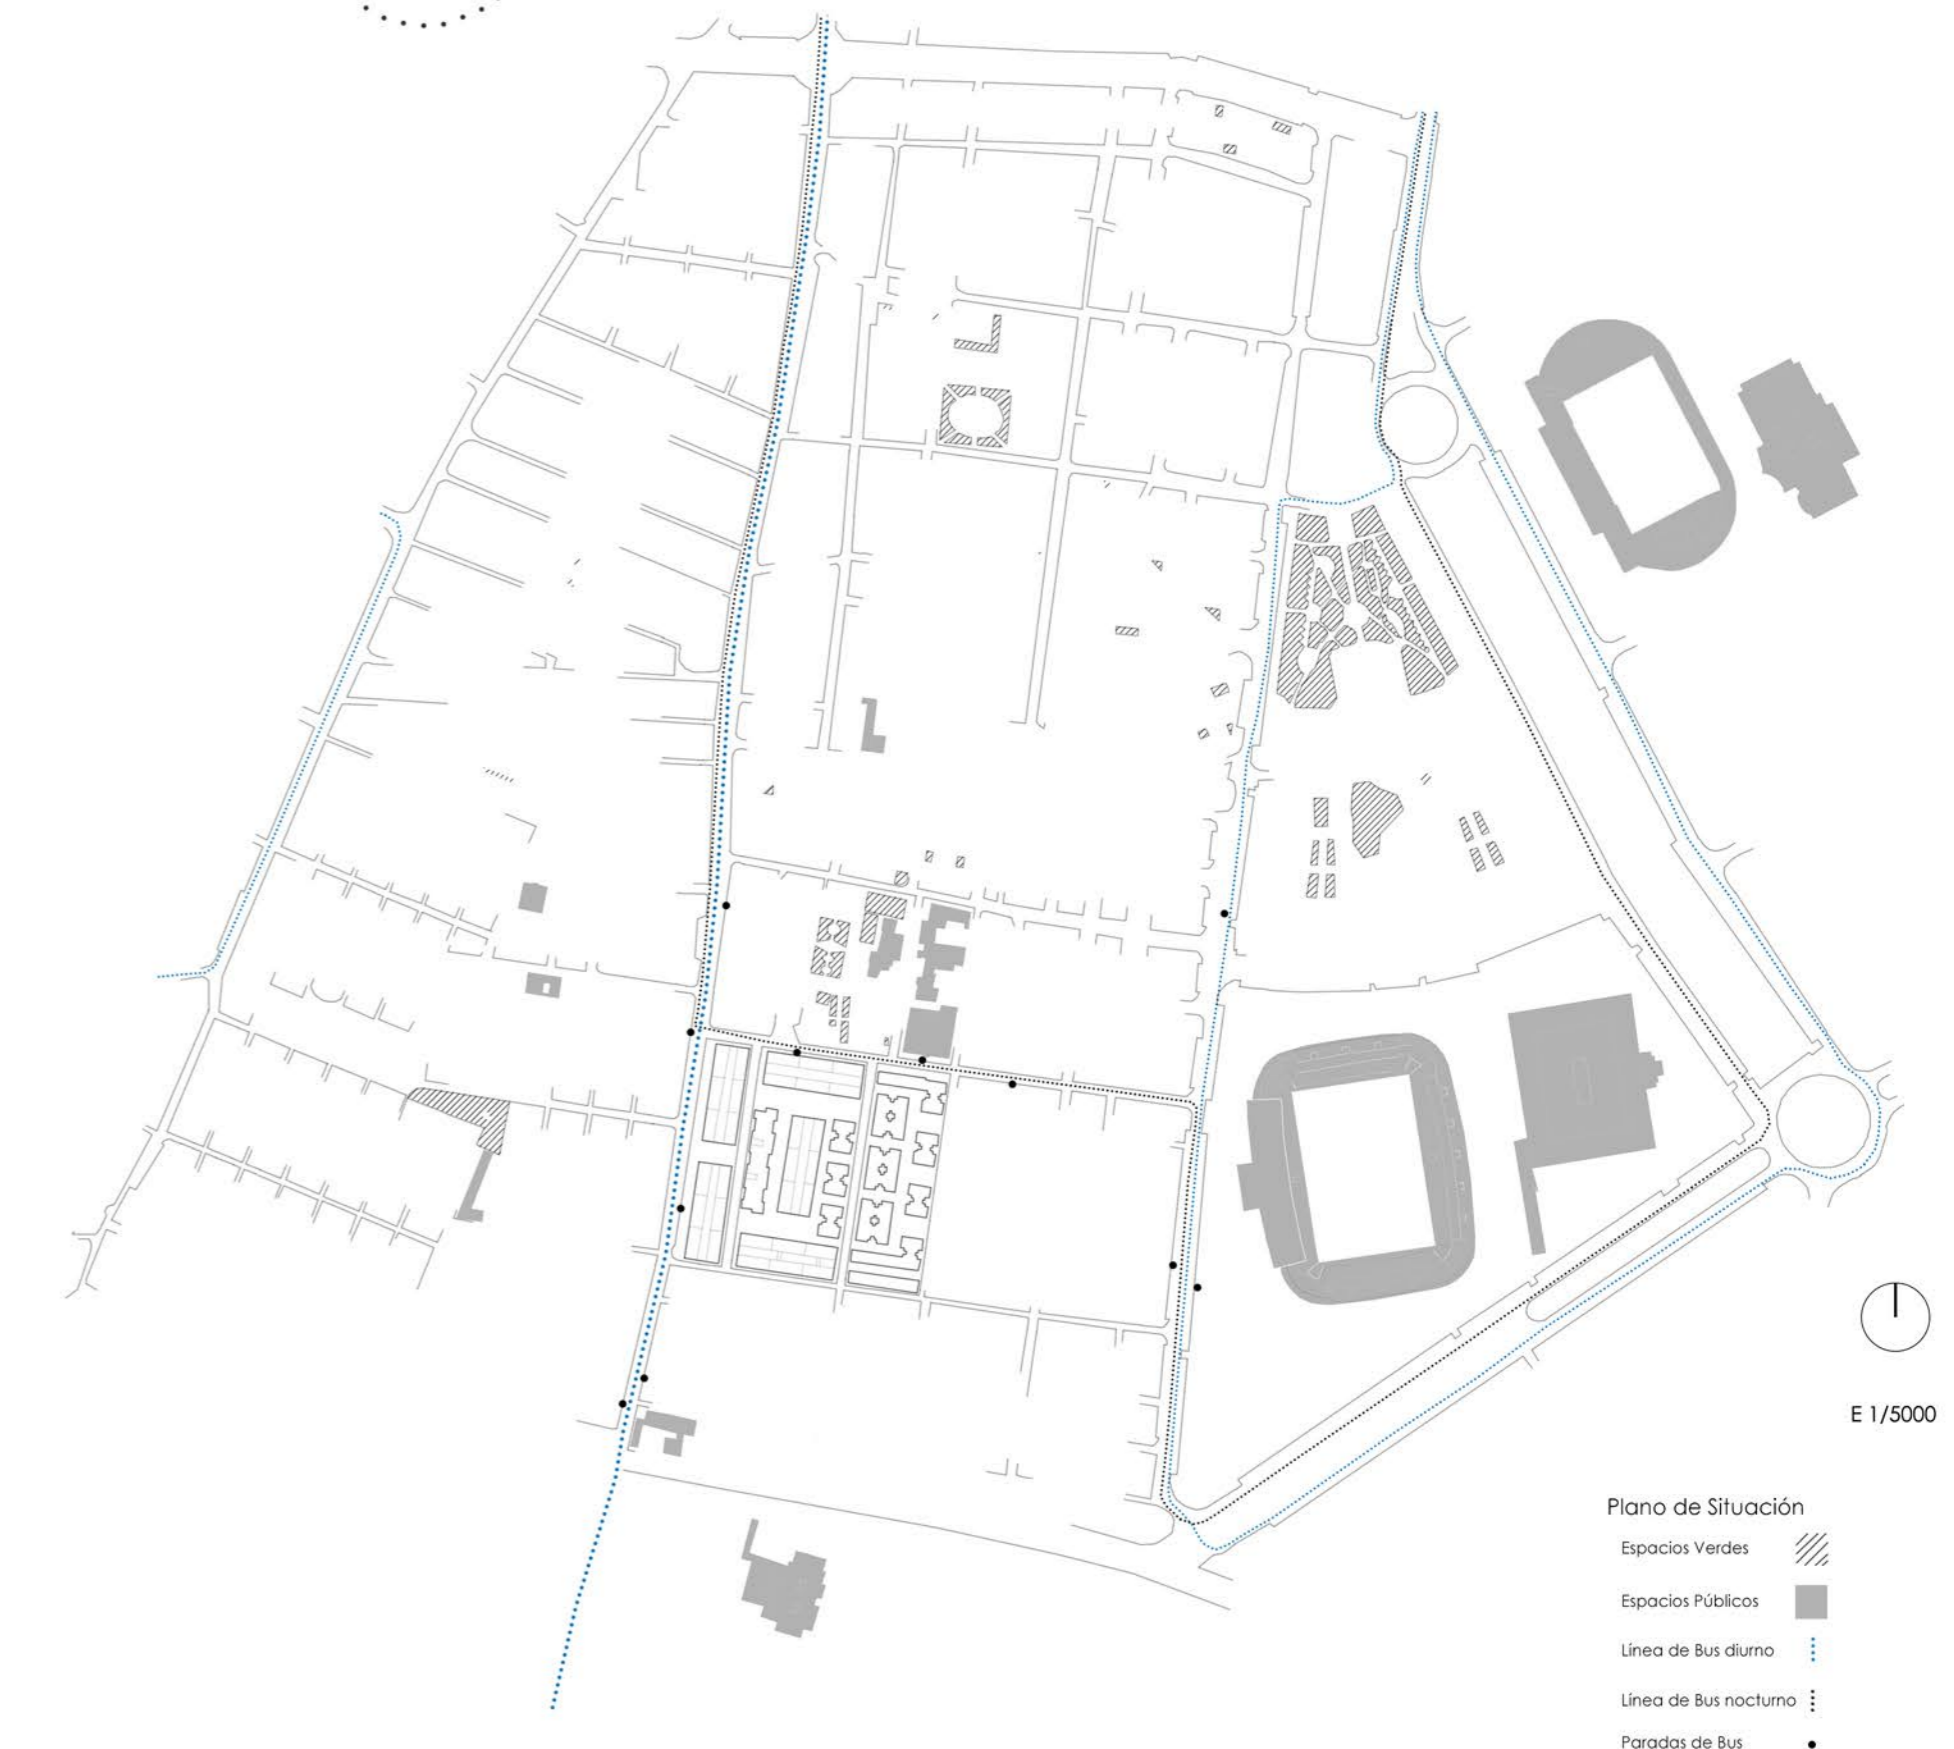 E 1/5000
Plano de Situación
Espacios Verdes
Espacios Públicos
Línea de Bus diurno
Línea de Bus nocturno
Paradas de Bus